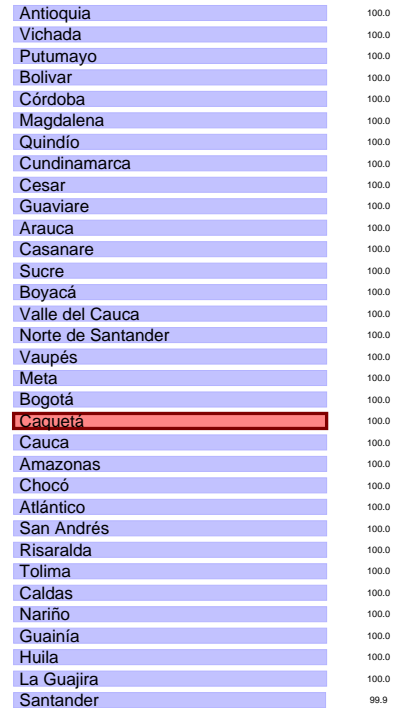 Antioquia 100.0
Vichada 100.0
Putumayo 100.0
Bolivar 100.0
Córdoba 100.0
Magdalena 100.0
Quindío 100.0
Cundinamarca 100.0
Cesar 100.0
Guaviare 100.0
Arauca 100.0
Casanare 100.0
Sucre 100.0
Boyacá 100.0
Valle del Cauca 100.0
Norte de Santander 100.0
Vaupés 100.0
Meta 100.0
Bogotá 100.0
Caquetá 100.0
Cauca 100.0
Amazonas 100.0
Chocó 100.0
Atlántico 100.0
San Andrés 100.0
Risaralda 100.0
Tolima 100.0
Caldas 100.0
Nariño 100.0
Guainía 100.0
Huila 100.0
La Guajira 100.0
Santander 99.9